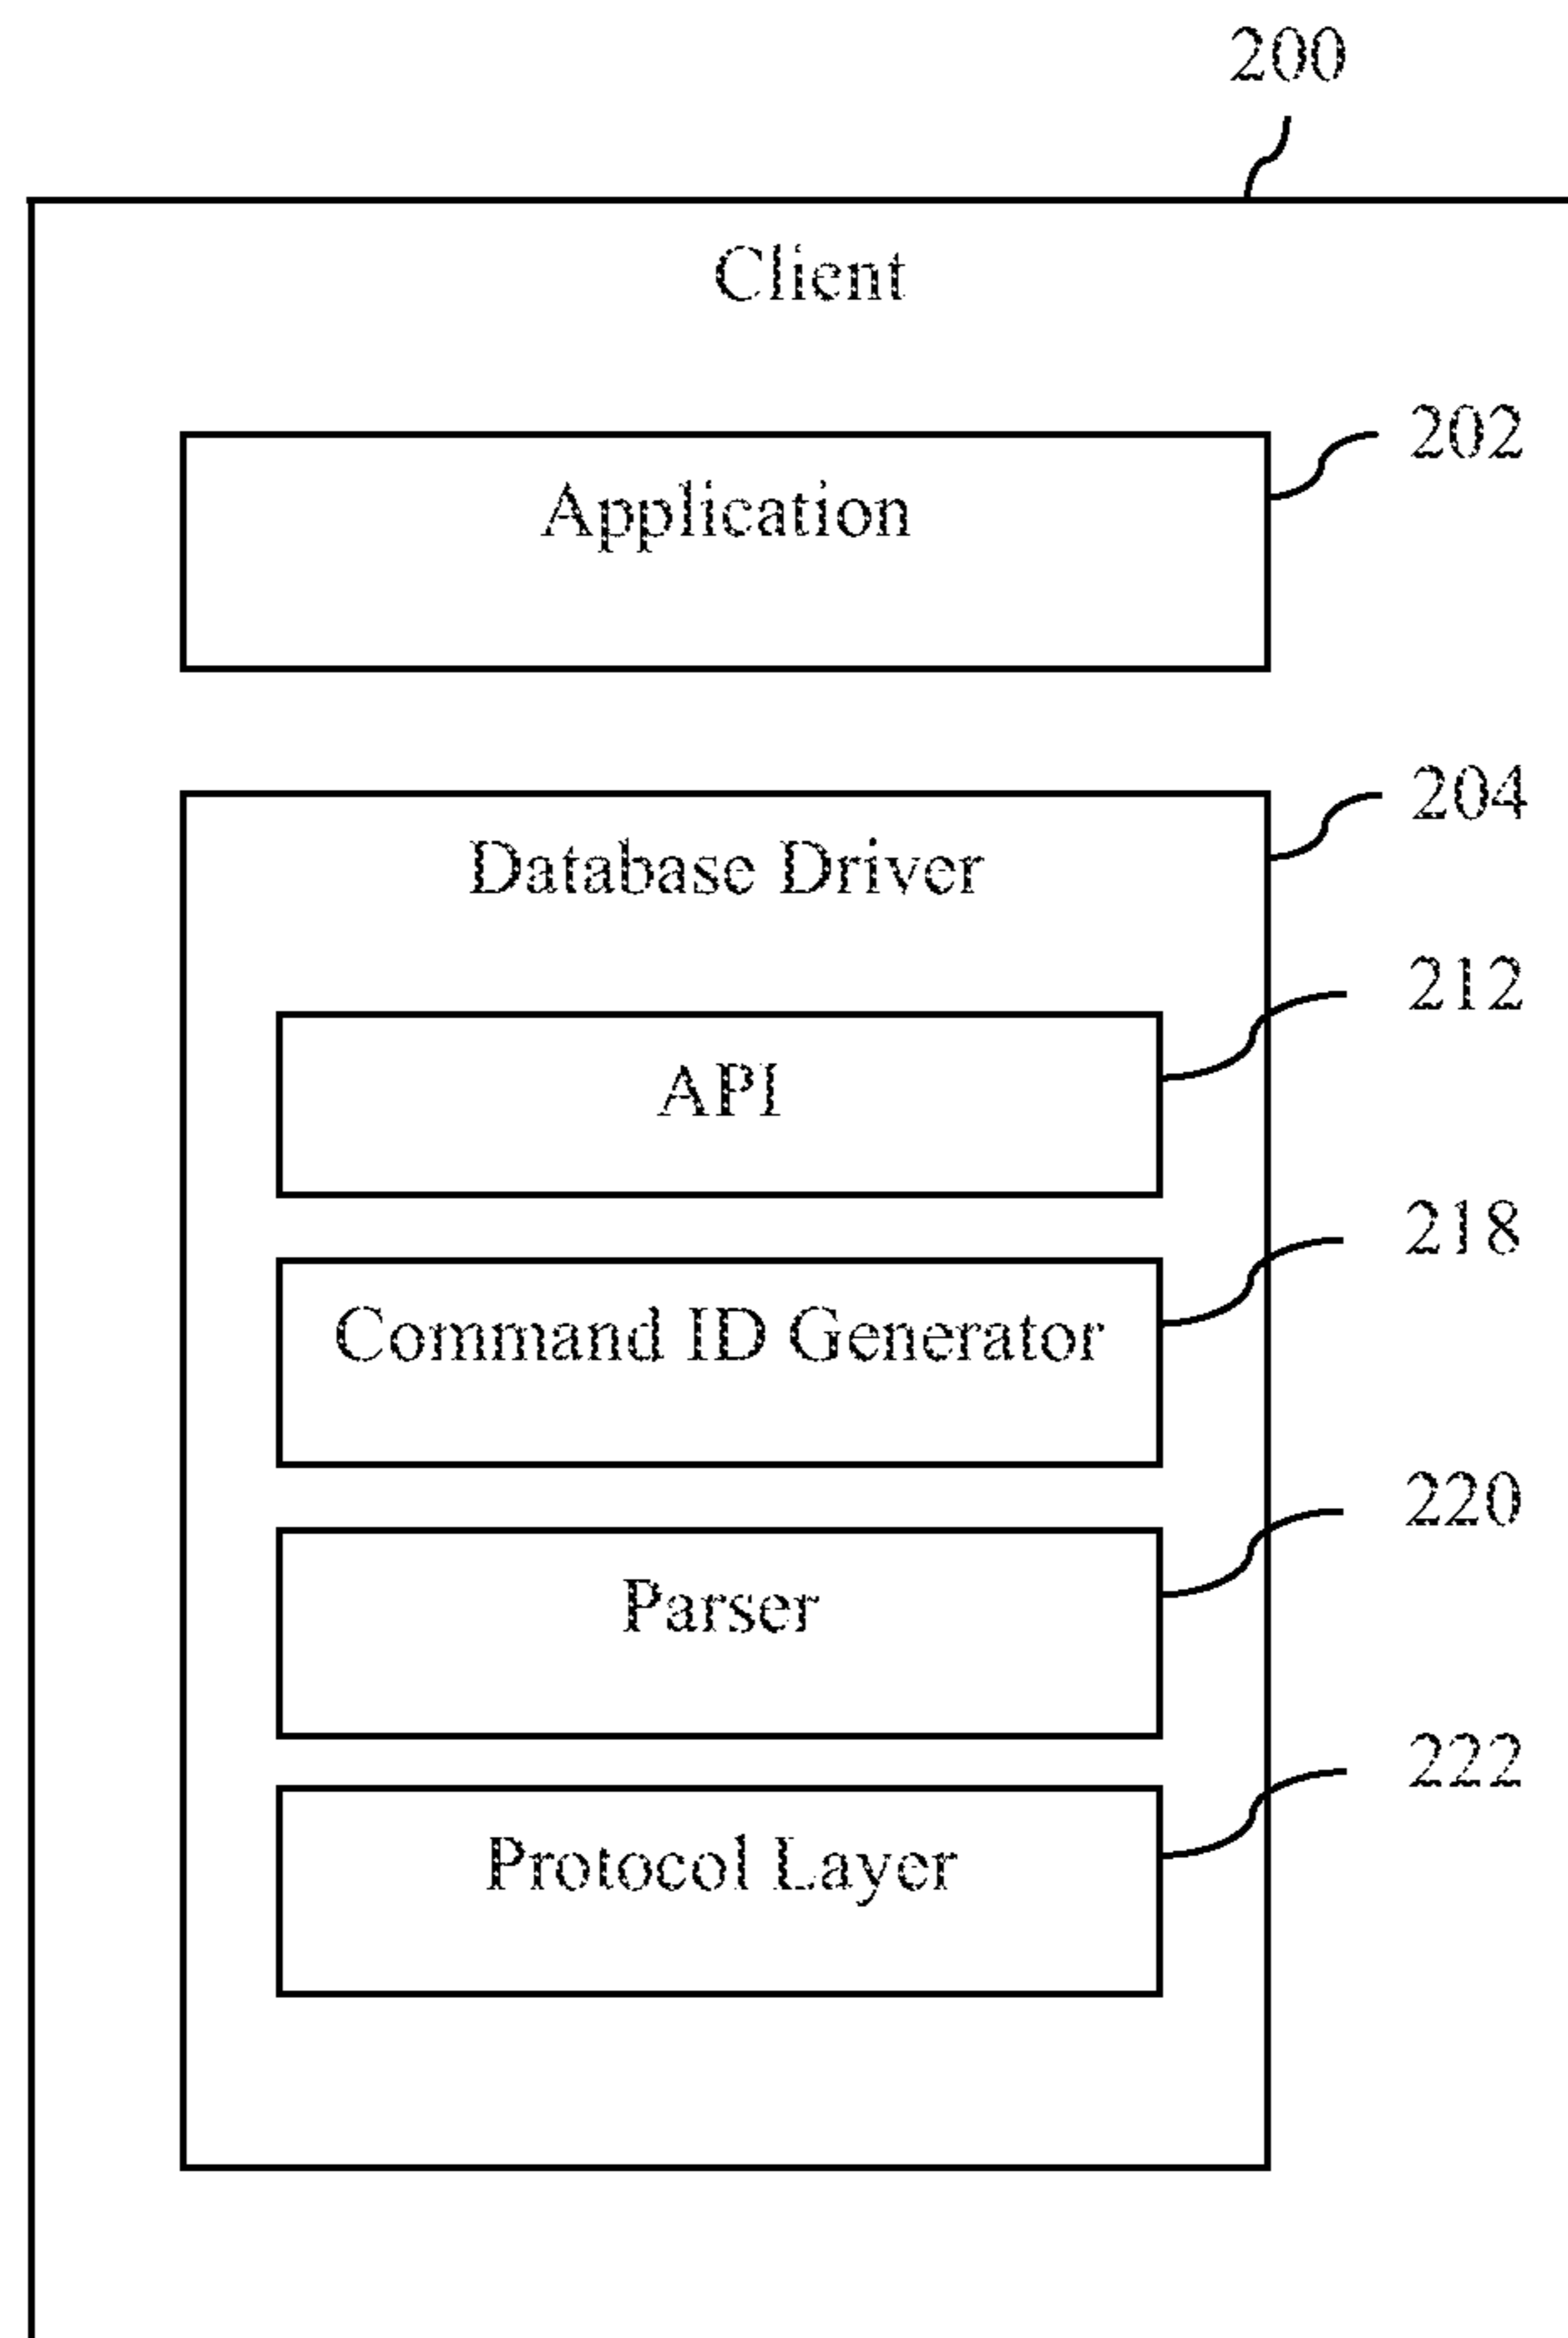 200
Client
202
Application
204
Database Driver
212
API
218
Command ID Generator
220
Parser
222
Protocol Layer